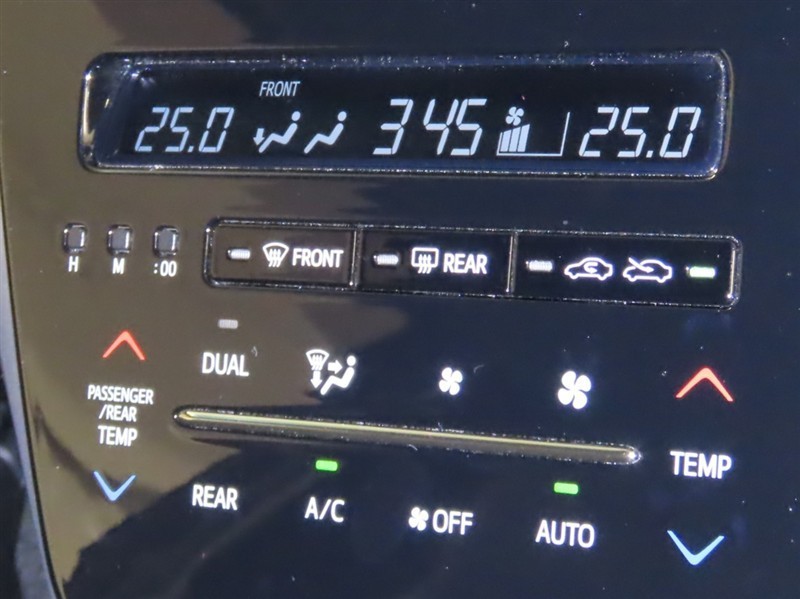 FRONT
25.0 345 25.0
H M :00
FRONT REAR
DUAL
PASSENGER
/REAR
TEMP
TEMP
REAR A/C OFF AUTO